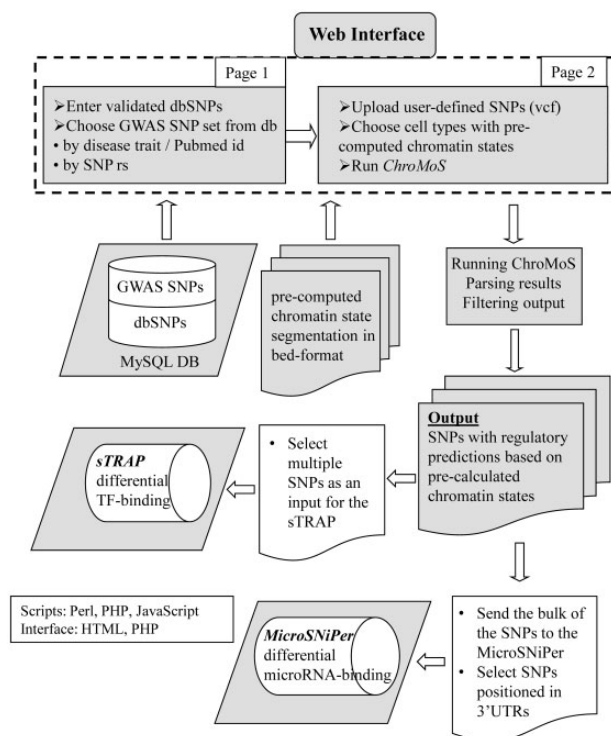 Web Interface
Page 1
➢Enter validated dbSNPs
➢Choose GWAS SNP set from db
• by disease trait / Pubmed id
• by SNP rs
Page 2
➢Upload user-defined SNPs (vcf)
➢Choose cell types with pre-
computed chromatin states
➢Run ChroMoS
GWAS SNPs
dbSNPs
MySQL DB
pre-computed
chromatin state
segmentation in
bed-format
Running ChroMoS
Parsing results
Filtering output
Output
SNPs with regulatory
predictions based on
pre-calculated
chromatin states
• Select
multiple
SNPs as an
input for the
sTRAP
sTRAP
differential
TF-binding
• Send the bulk of
the SNPs to the
MicroSNiPer
• Select SNPs
positioned in
3’UTRs
MicroSNiPer
differential
microRNA-binding
Scripts: Perl, PHP, JavaScript
Interface: HTML, PHP